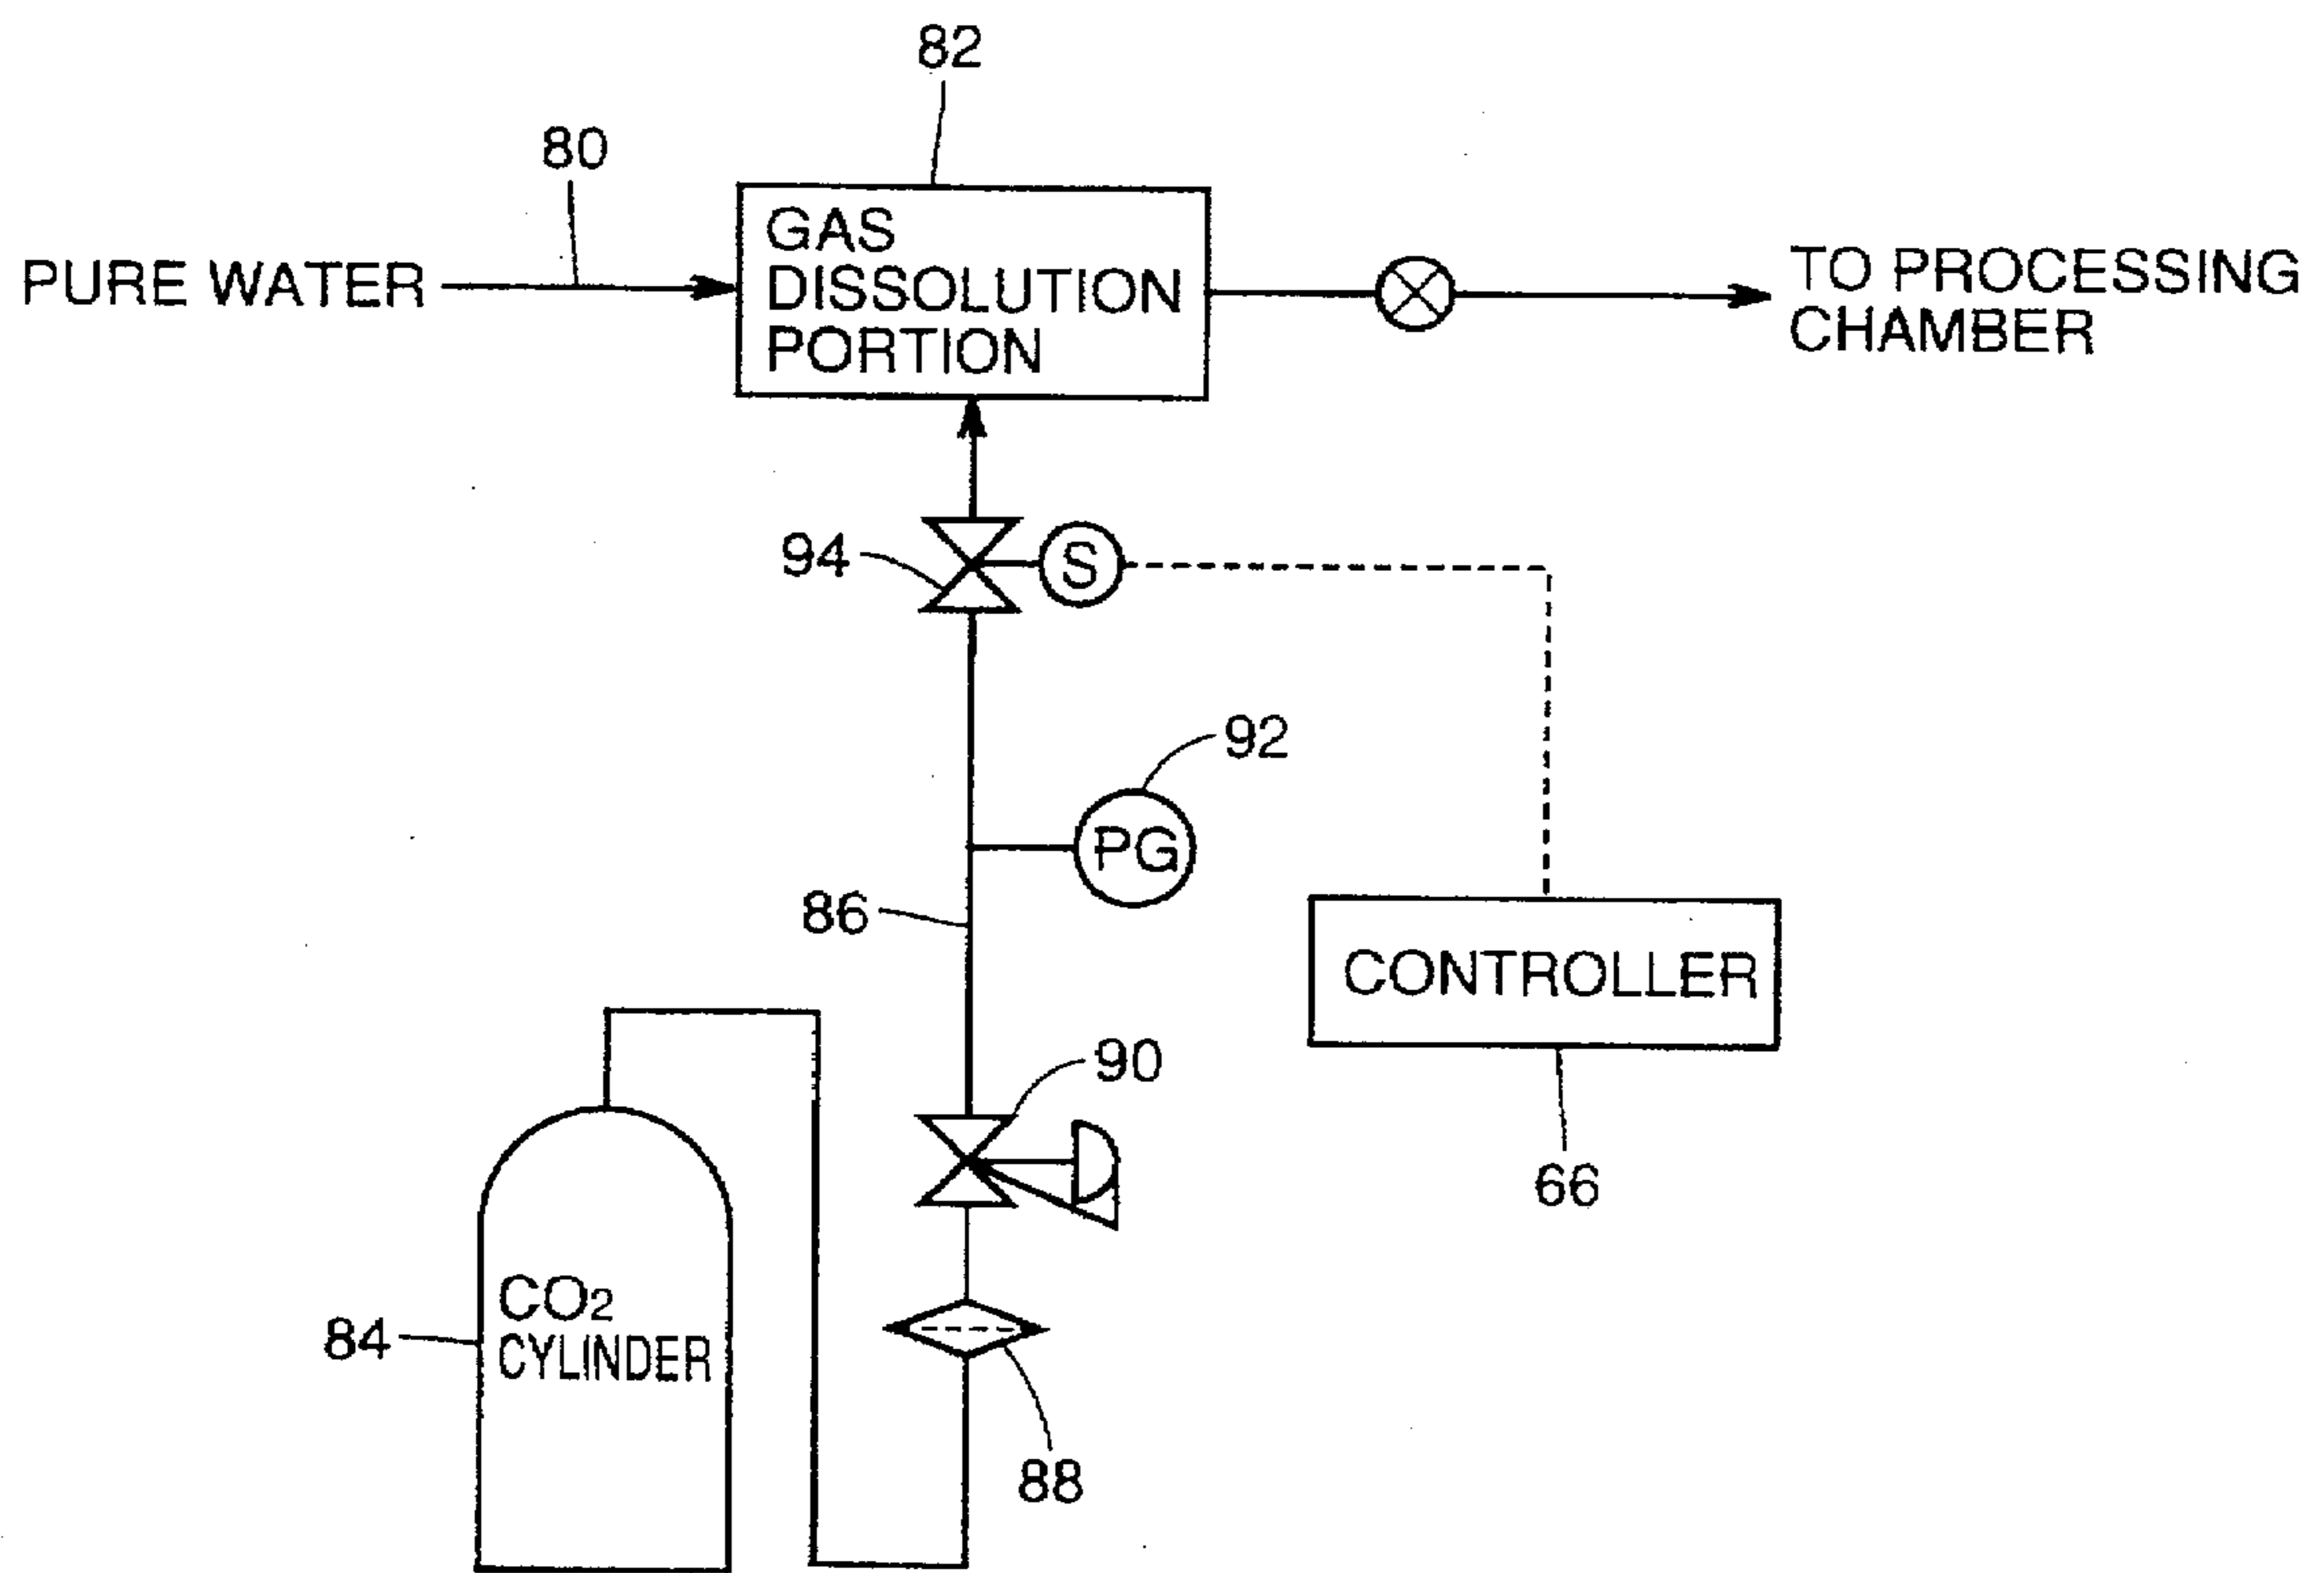 82
80
GAS
DISSOLUTION
PORTION
PURE WATER
TO PROCESSING
CHAMBER
94
S
92
PG
86
CONTROLLER
90
66
CO2
CYLINDER
84
88